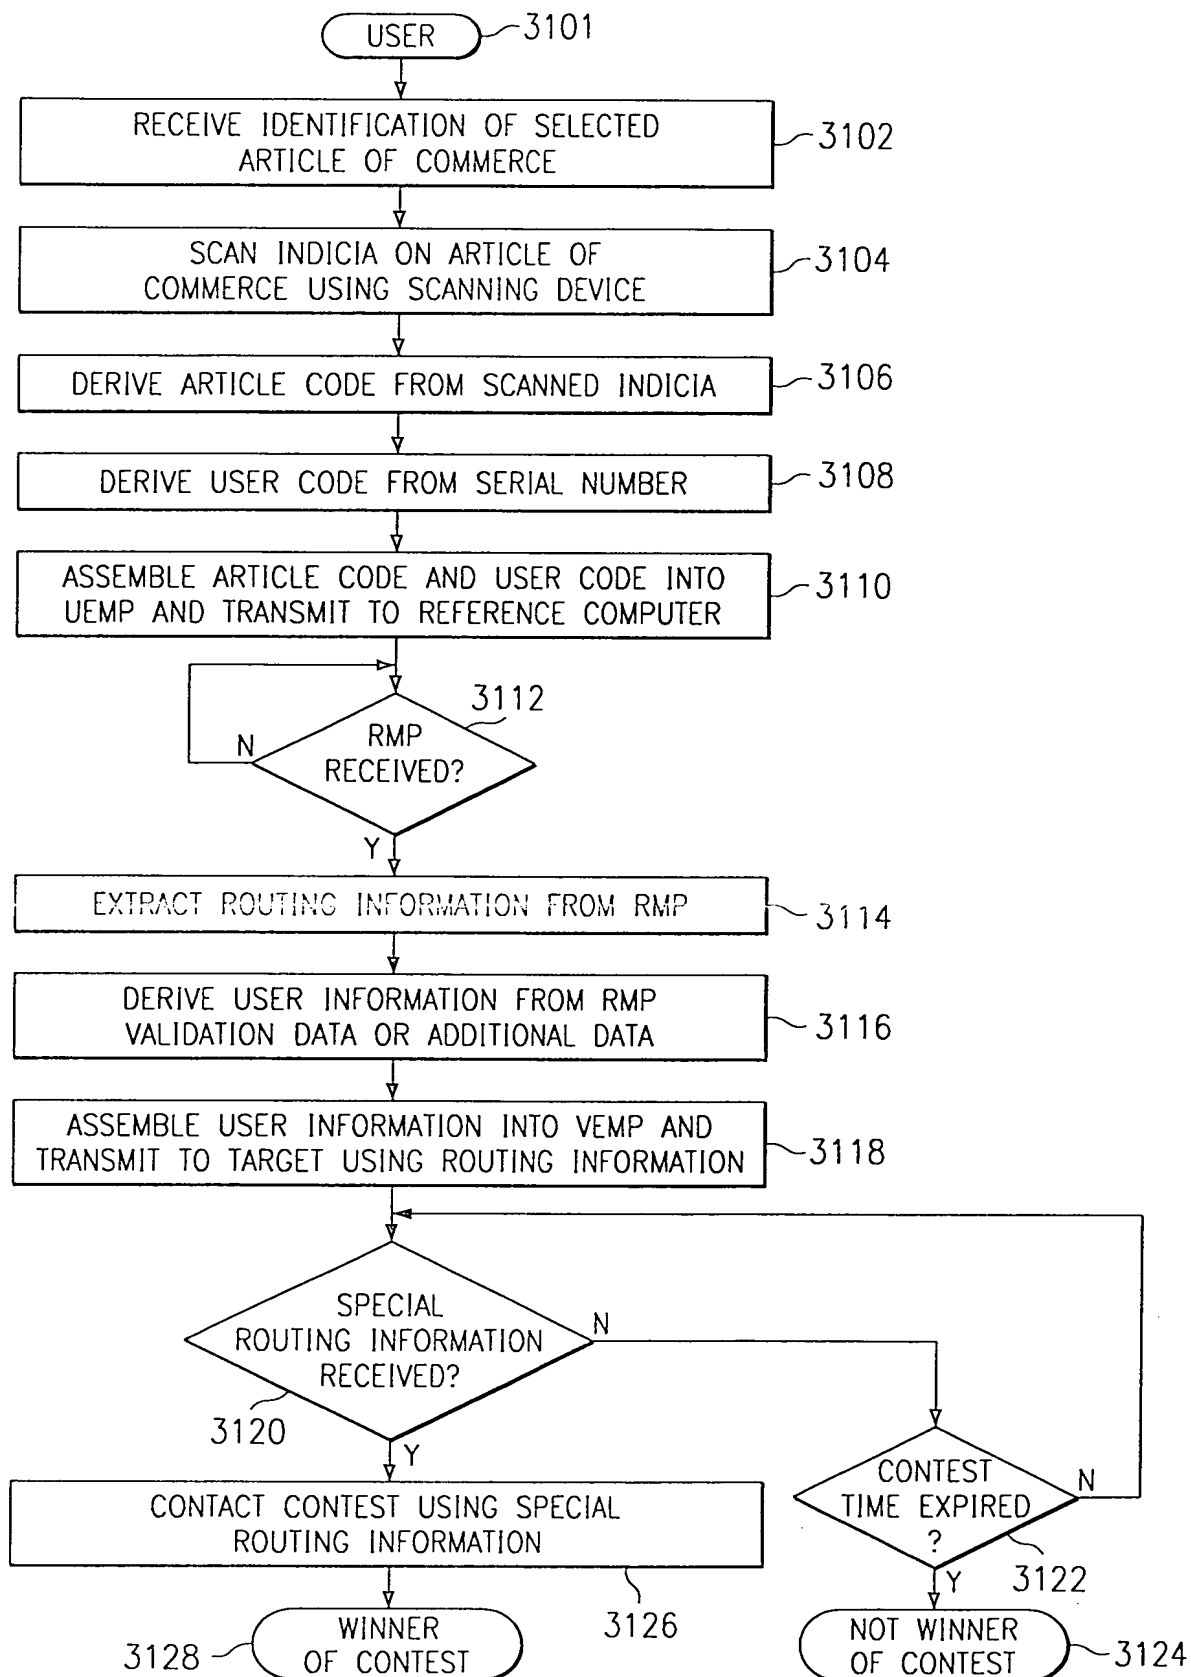 USER
3101
RECEIVE IDENTIFICATION OF SELECTED
ARTICLE OF COMMERCE
3102
SCAN INDICIA ON ARTICLE OF
COMMERCE USING SCANNING DEVICE
3104
DERIVE ARTICLE CODE FROM SCANNED INDICIA
3106
DERIVE USER CODE FROM SERIAL NUMBER
3108
ASSEMBLE ARTICLE CODE AND USER CODE INTO
UEMP AND TRANSMIT TO REFERENCE COMPUTER
3110
3112
RMP
RECEIVED?
N
Y
EXTRACT ROUTING INFORMATION FROM RMP
3114
DERIVE USER INFORMATION FROM RMP
VALIDATION DATA OR ADDITIONAL DATA
3116
ASSEMBLE USER INFORMATION INTO VEMP AND
TRANSMIT TO TARGET USING ROUTING INFORMATION
3118
SPECIAL
ROUTING INFORMATION
RECEIVED?
N
3120
Y
CONTEST
TIME EXPIRED
?
N
3122
Y
CONTACT CONTEST USING SPECIAL
ROUTING INFORMATION
3126
WINNER
OF CONTEST
3128
NOT WINNER
OF CONTEST
3124